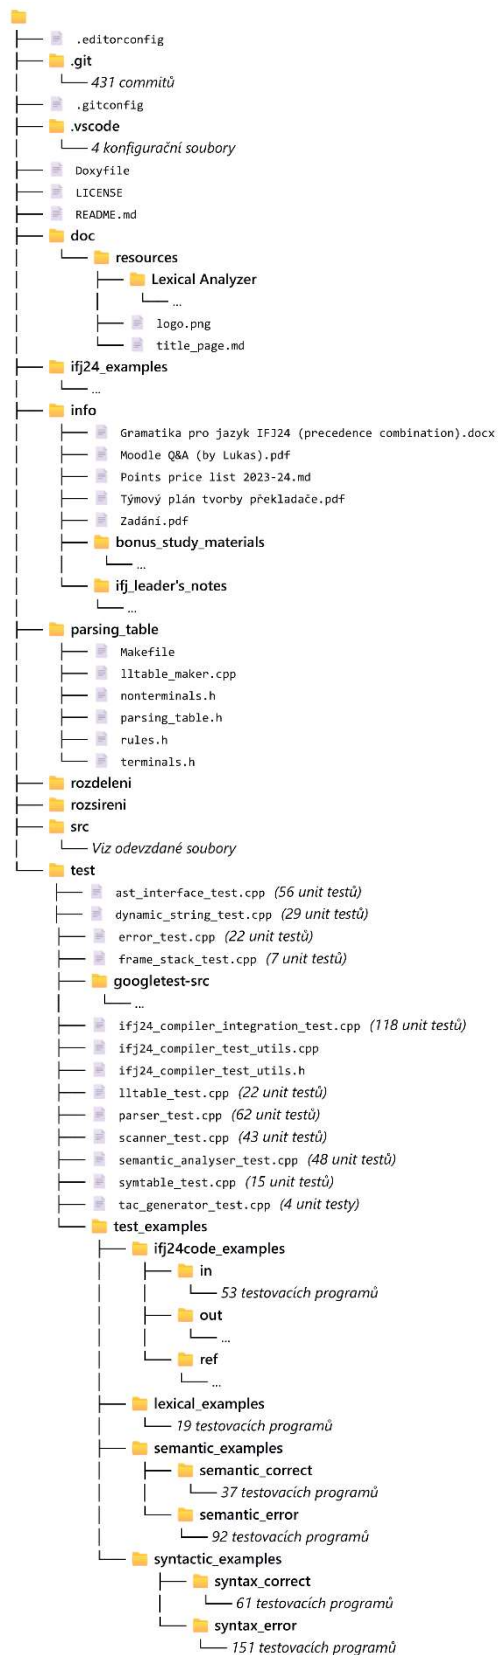 .editorconfig
.git
431 commitů
.gitconfig
.vscode
4 konfigurační soubory
Doxyfile
LICENSE
README.md
doc
resources
Lexical Analyzer
...
logo.png
title_page.md
ifj24_examples
...
info
Gramatika pro jazyk IFJ24 (precedence combination).docx
Moodle Q&A (by Lukas).pdf
Points price list 2023-24.md
Týmový plán tvorby překladače.pdf
Zadání.pdf
bonus_study_materials
...
ifj_leader's_notes
...
parsing_table
Makefile
lltable_maker.cpp
nonterminals.h
parsing_table.h
rules.h
terminals.h
rozdeleni
rozsireni
src
Viz odevzdané soubory
test
ast_interface_test.cpp (56 unit testů)
dynamic_string_test.cpp (29 unit testů)
error_test.cpp (22 unit testů)
frame_stack_test.cpp (7 unit testů)
googletest-src
...
ifj24_compiler_integration_test.cpp (118 unit testů)
ifj24_compiler_test_utils.cpp
ifj24_compiler_test_utils.h
lltable_test.cpp (22 unit testů)
parser_test.cpp (62 unit testů)
scanner_test.cpp (43 unit testů)
semantic_analyser_test.cpp (48 unit testů)
symtable_test.cpp (15 unit testů)
tac_generator_test.cpp (4 unit testy)
test_examples
ifj24code_examples
in
53 testovacích programů
out
...
ref
...
lexical_examples
19 testovacích programů
semantic_examples
semantic_correct
37 testovacích programů
semantic_error
92 testovacích programů
syntactic_examples
syntax_correct
61 testovacích programů
syntax_error
151 testovacích programů